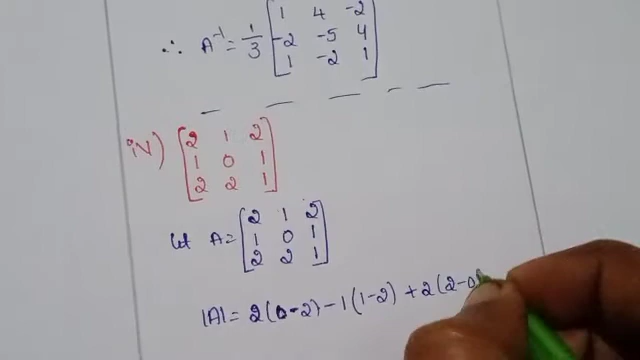 ∴ A⁻¹ = 1/3 [1 4 -2
-2 -5 4
1 -2 1]
iv) [2 1 2
1 0 1
2 2 1]
let A = [2 1 2
1 0 1
2 2 1]
|A| = 2(0-2) -1(1-2) +2(2-0)